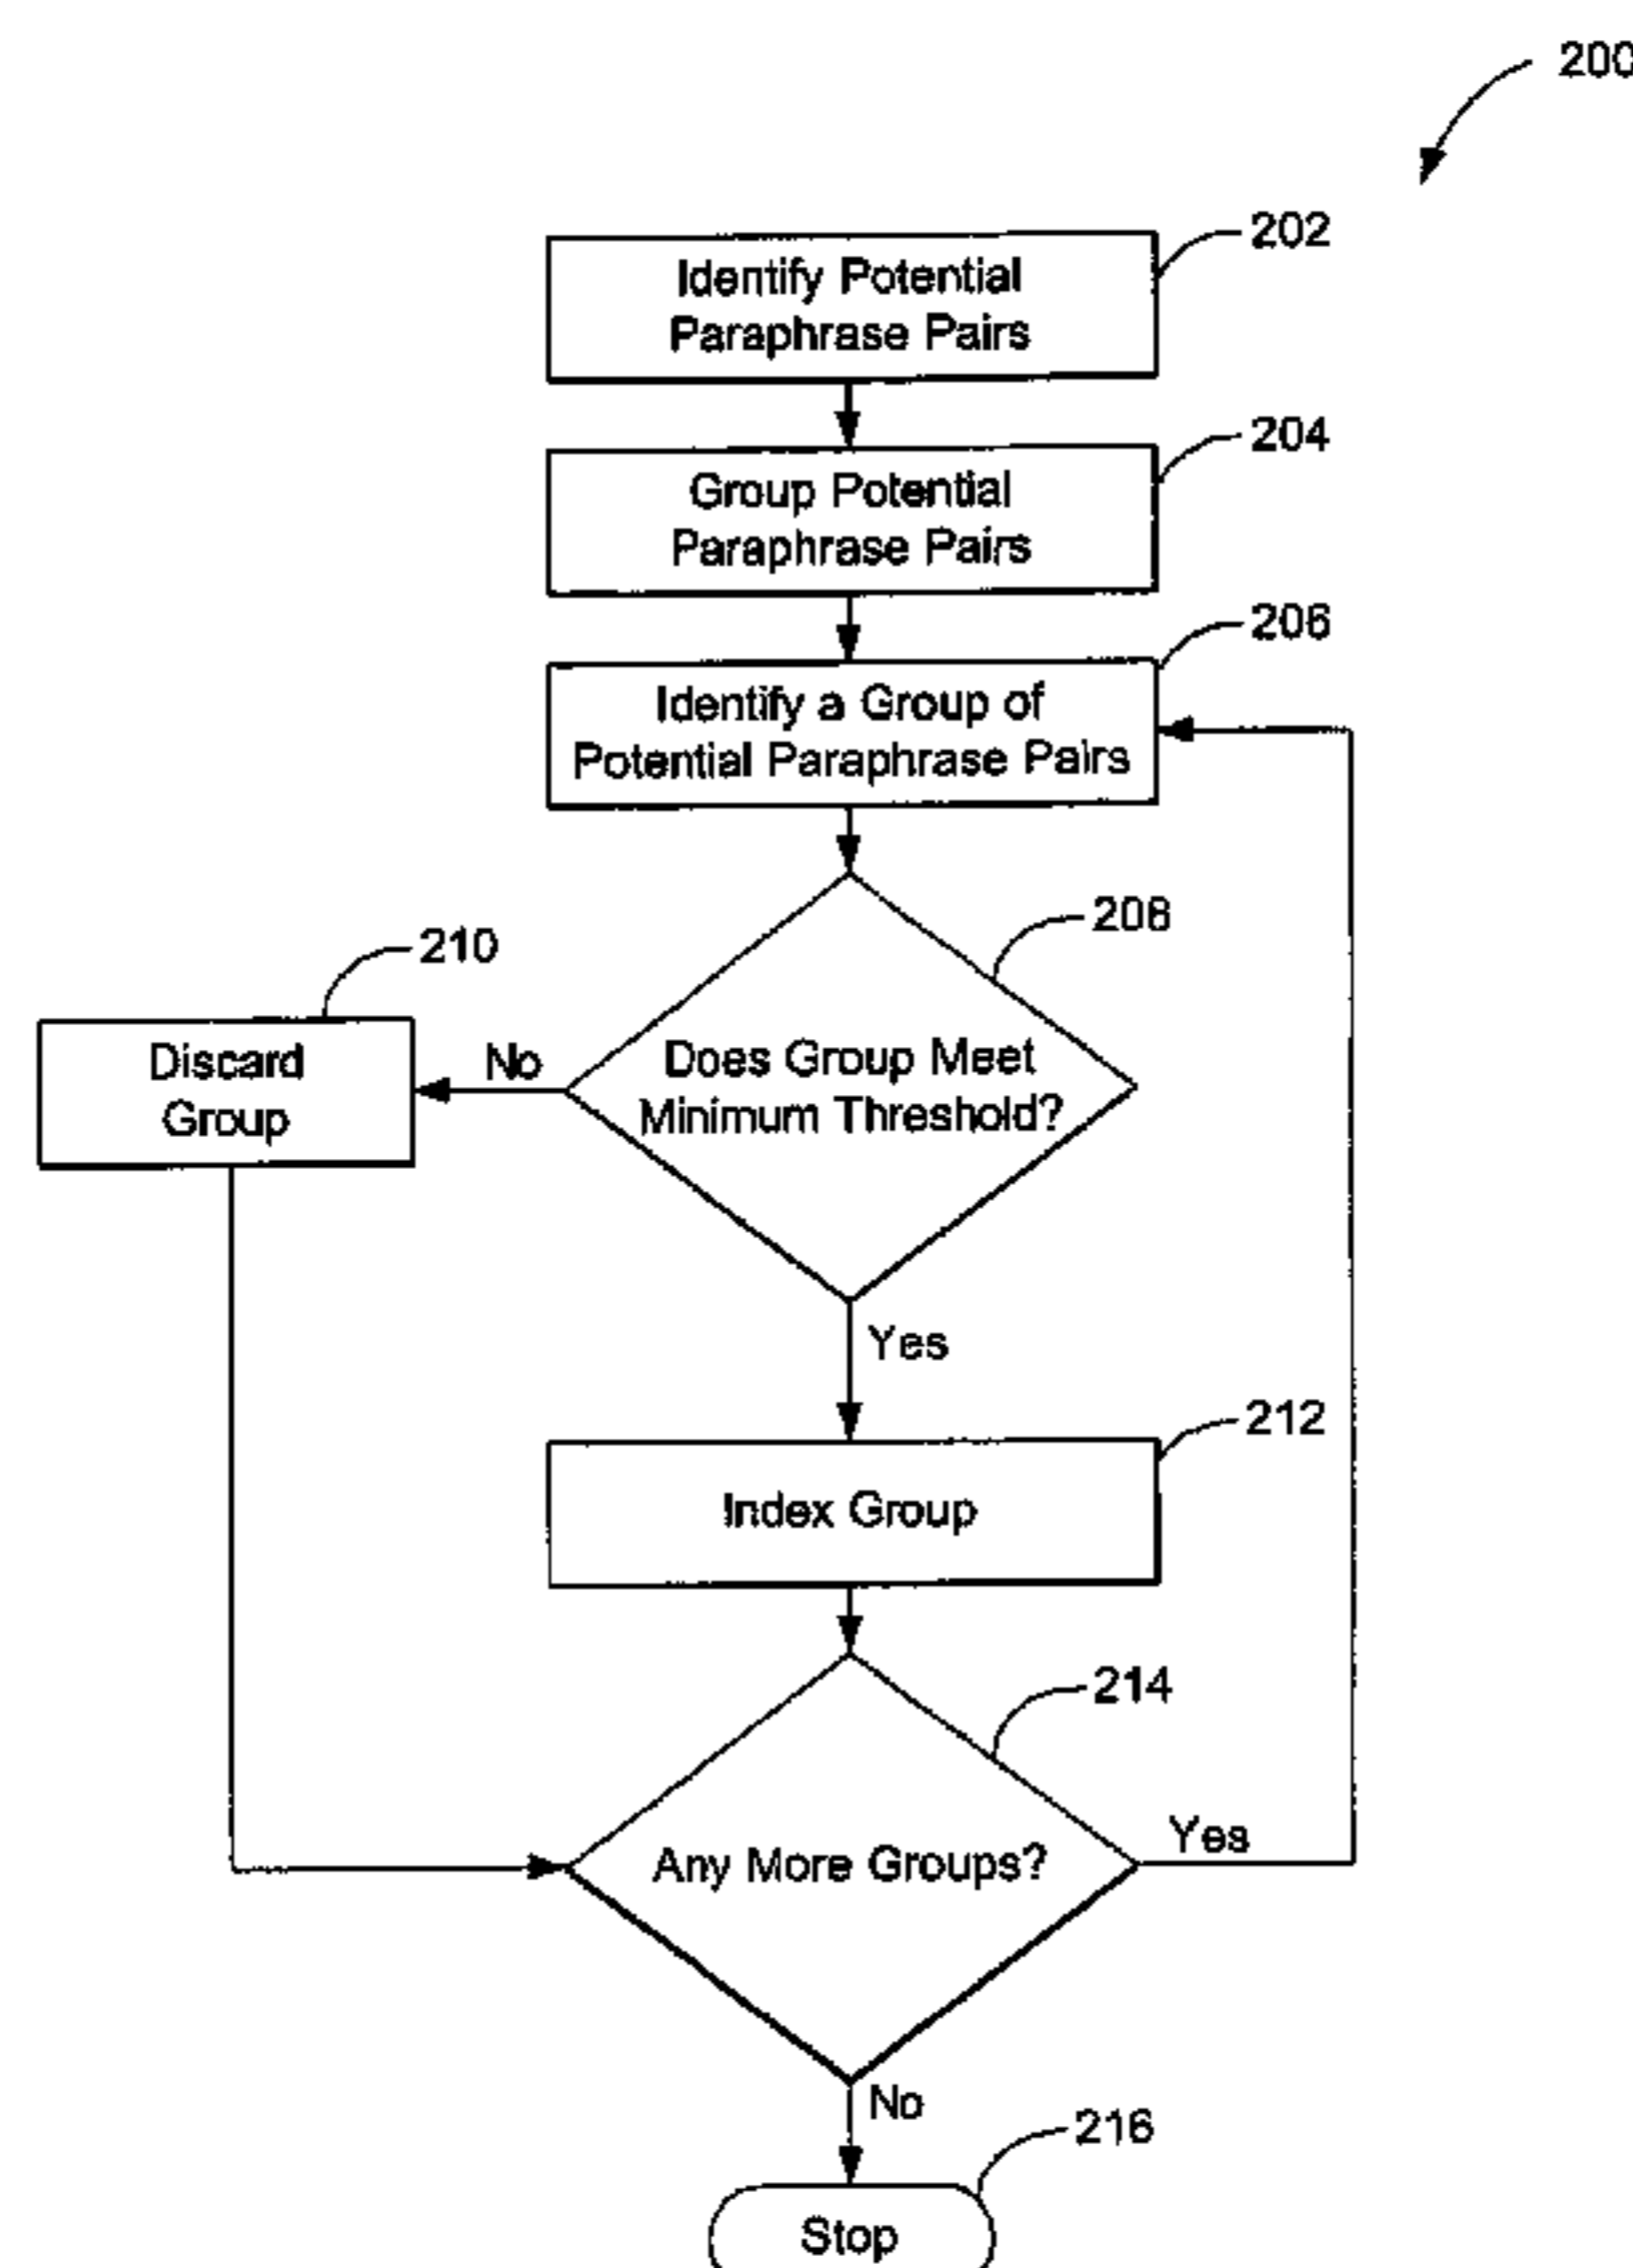 200
202
Identify Potential
Paraphrase Pairs
204
Group Potential
Paraphrase Pairs
206
Identify a Group of
Potential Paraphrase Pairs
208
210
Discard
Group
No
Does Group Meet
Minimum Threshold?
Yes
212
Index Group
214
Any More Groups?
Yes
No
216
Stop